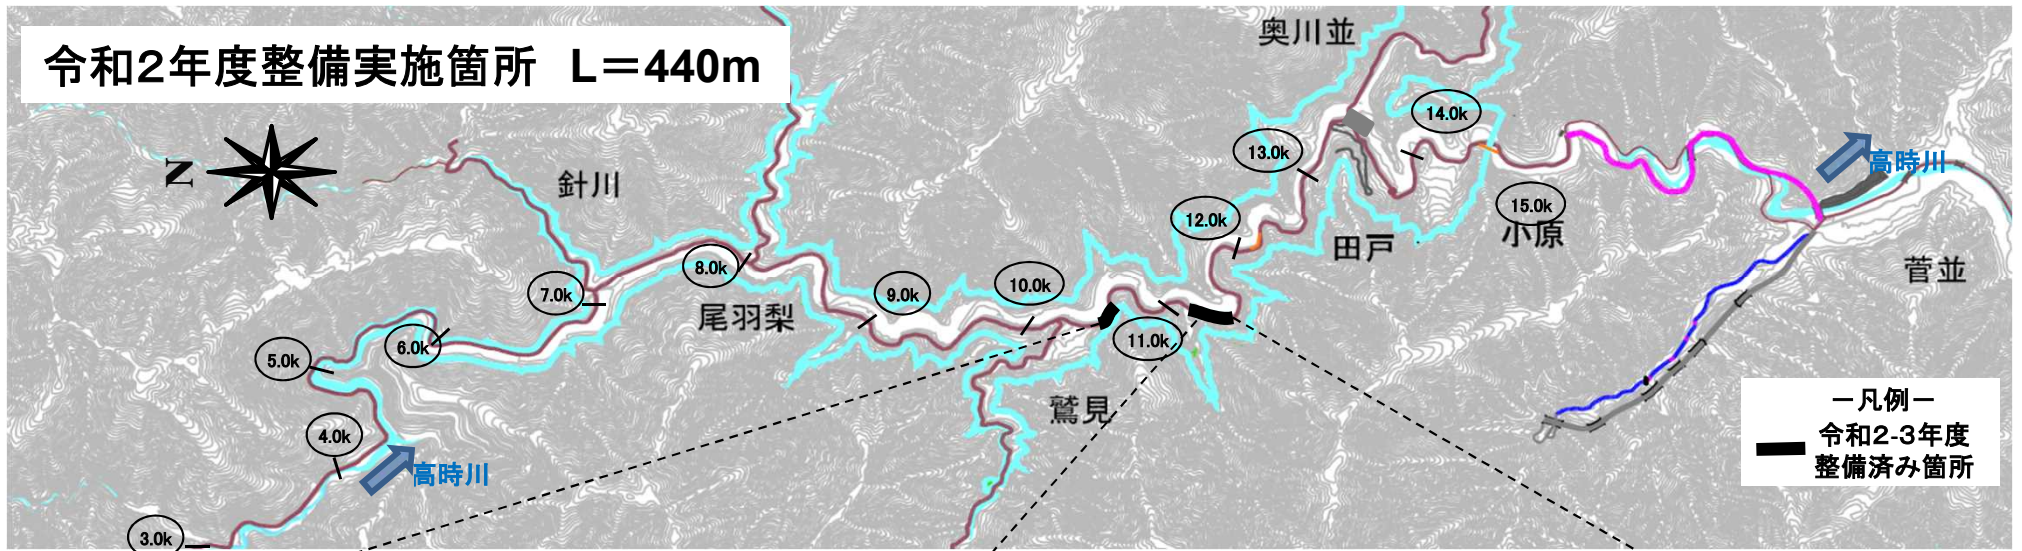 令和２年度整備実施箇所　L＝440m
奥川並
14.0k
13.0k
高時川
N
針川
12.0k
15.0k
小原
田戸
8.0k
菅並
7.0k
9.0k
10.0k
尾羽梨
6.0k
11.0k
5.0k
鷲見
4.0k
高時川
3.0k
－凡例－
令和２-３年度
整備済み箇所